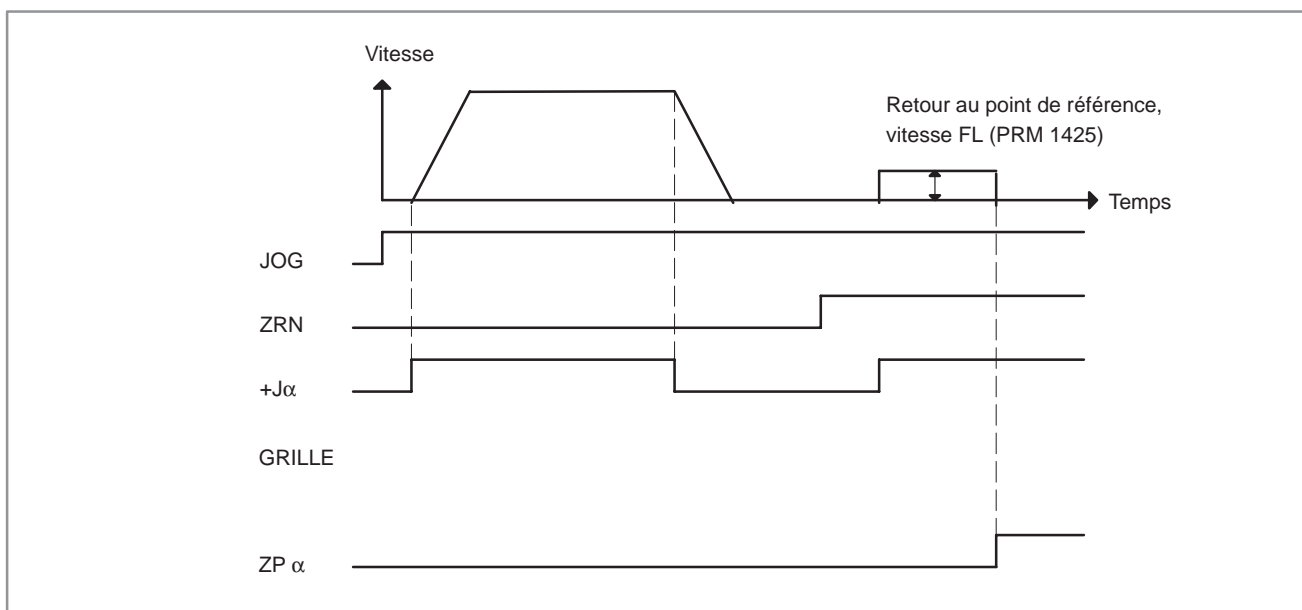 Vitesse
Retour au point de référence,
vitesse FL (PRM 1425)
Temps
JOG
ZRN
+Jα
GRILLE
ZP α